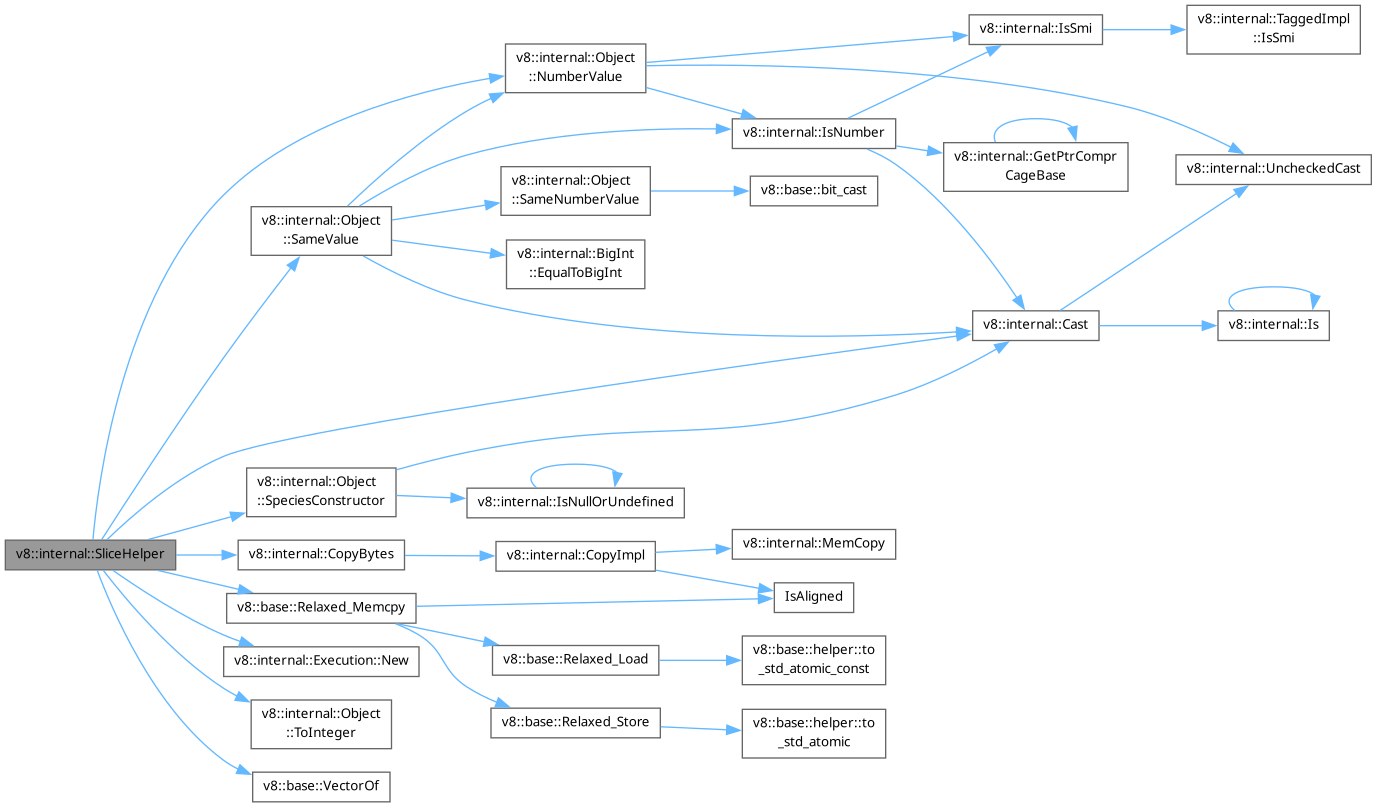 v8::internal::SliceHelper
v8::internal::Object
::NumberValue
v8::internal::IsSmi
v8::internal::TaggedImpl
::IsSmi
v8::internal::IsNumber
v8::internal::GetPtrCompr
CageBase
v8::internal::UncheckedCast
v8::internal::Object
::SameValue
v8::internal::Object
::SameNumberValue
v8::base::bit_cast
v8::internal::BigInt
::EqualToBigInt
v8::internal::Cast
v8::internal::Is
v8::internal::Object
::SpeciesConstructor
v8::internal::IsNullOrUndefined
v8::internal::CopyBytes
v8::internal::CopyImpl
v8::internal::MemCopy
IsAligned
v8::base::Relaxed_Memcpy
v8::base::Relaxed_Load
v8::base::helper::to
_std_atomic_const
v8::base::Relaxed_Store
v8::base::helper::to
_std_atomic
v8::internal::Execution::New
v8::internal::Object
::ToInteger
v8::base::VectorOf